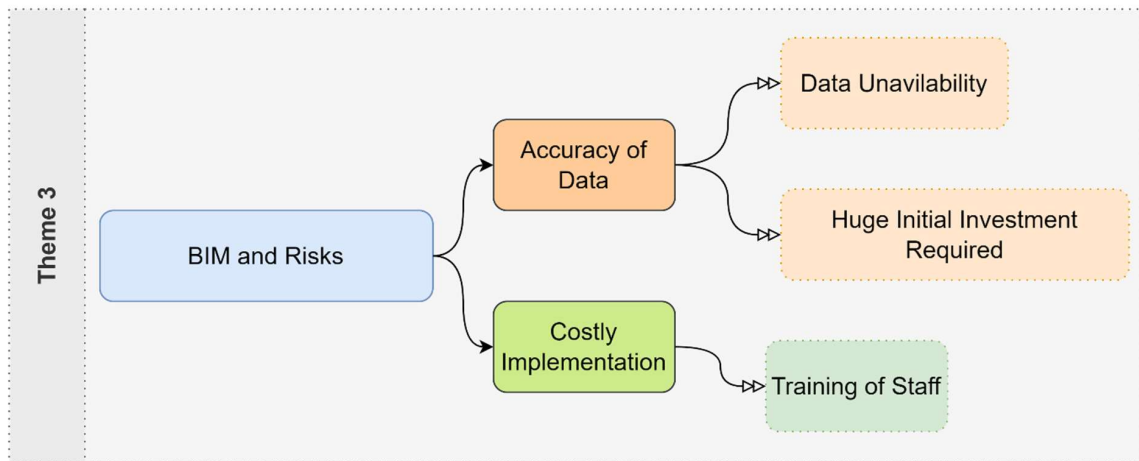 Theme 3
BIM and Risks
Accuracy of
Data
Data Unavilability
Huge Initial Investment
Required
Costly
Implementation
Training of Staff